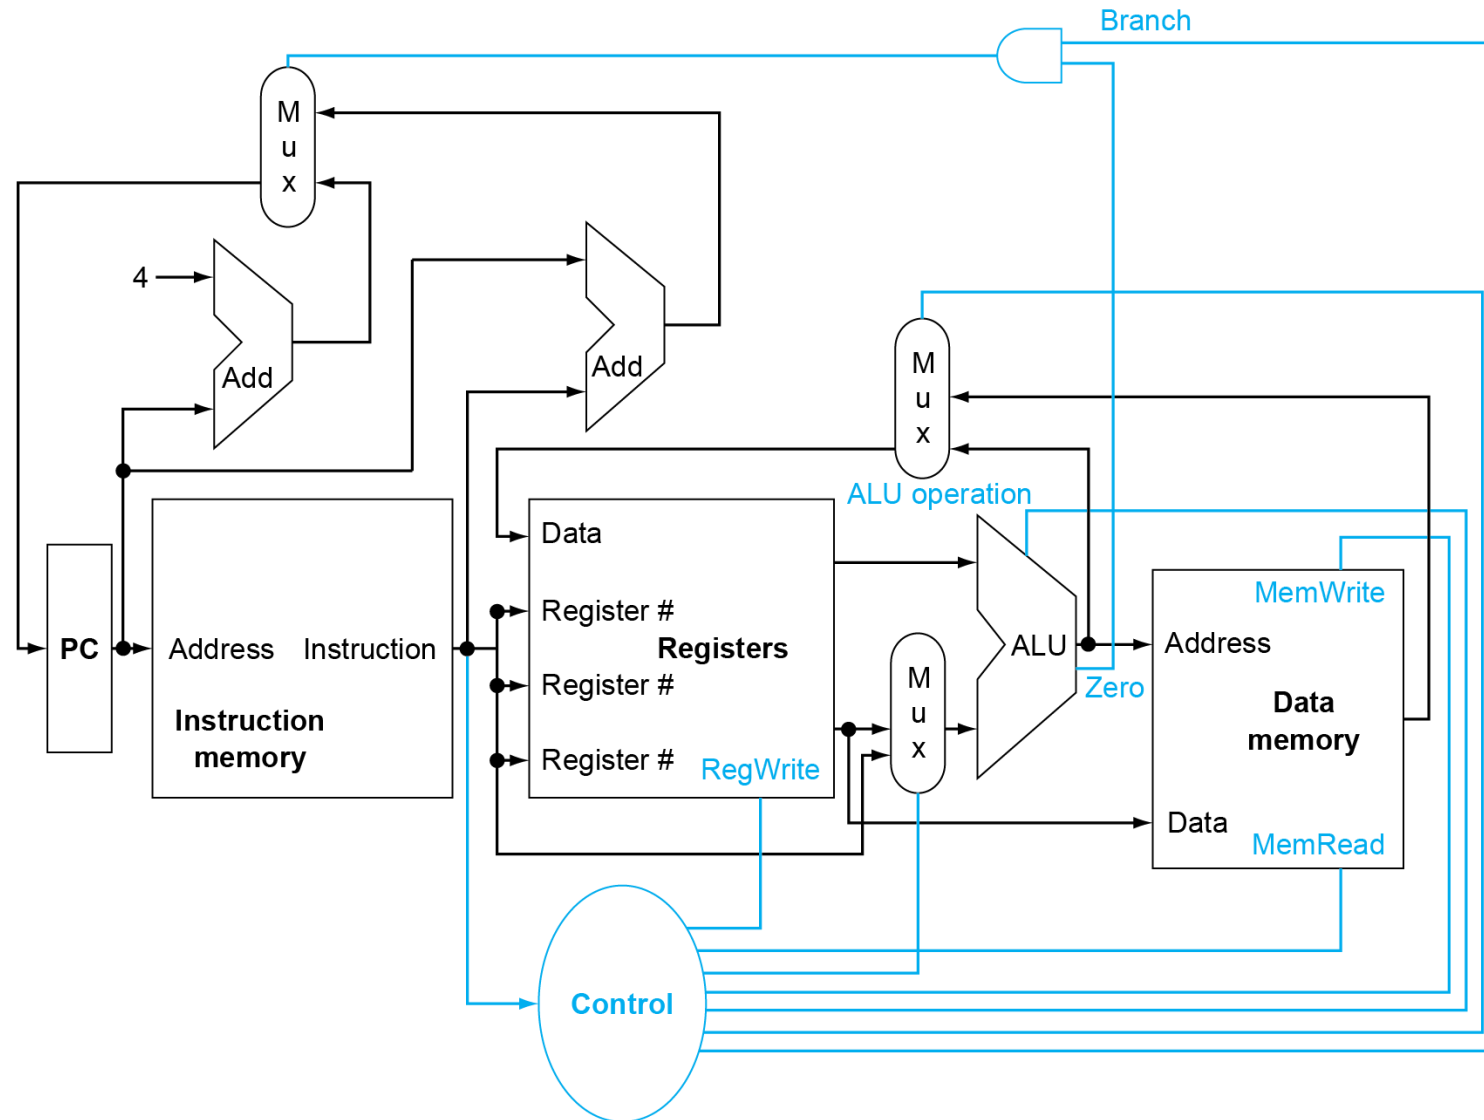 Branch
M
u
x
4
Add
Add
M
u
x
ALU operation
Data
Register #
Registers
Register #
Register #
RegWrite
PC
Address Instruction
Instruction
memory
M
u
x
ALU
Zero
MemWrite
Address
Data
memory
Data
MemRead
Control